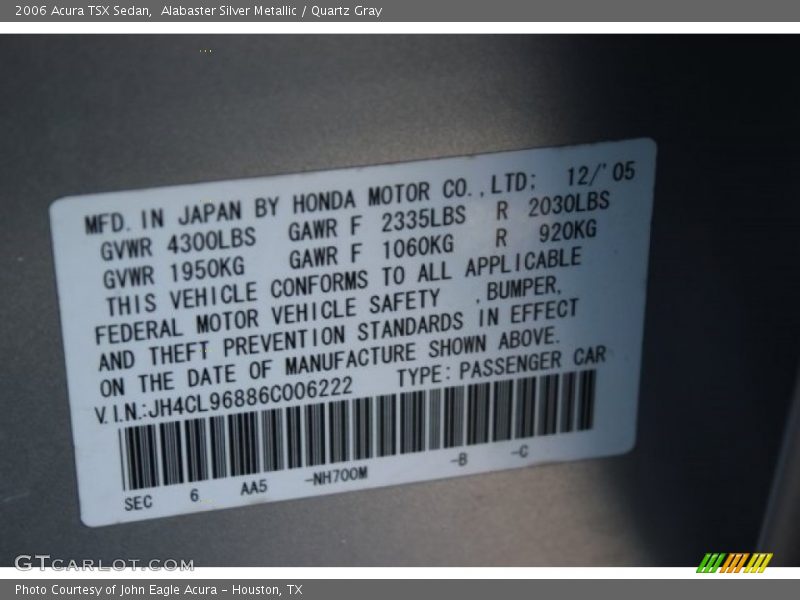 2006 Acura TSX Sedan,  Alabaster Silver Metallic / Quartz Gray
MFD. IN JAPAN BY HONDA MOTOR CO., LTD; 12/'05
GVWR 4300LBS GAWR F 2335LBS R 2030LBS
GVWR 1950KG GAWR F 1060KG R 920KG
THIS VEHICLE CONFORMS TO ALL APPLICABLE
FEDERAL MOTOR VEHICLE SAFETY , BUMPER,
AND THEFT PREVENTION STANDARDS IN EFFECT
ON THE DATE OF MANUFACTURE SHOWN ABOVE.
V.I.N.:JH4CL96886C006222 TYPE: PASSENGER CAR
SEC 6 AA5 -NH700M -B -C
GTCARLOT.COM
Photo Courtesy of John Eagle Acura - Houston, TX